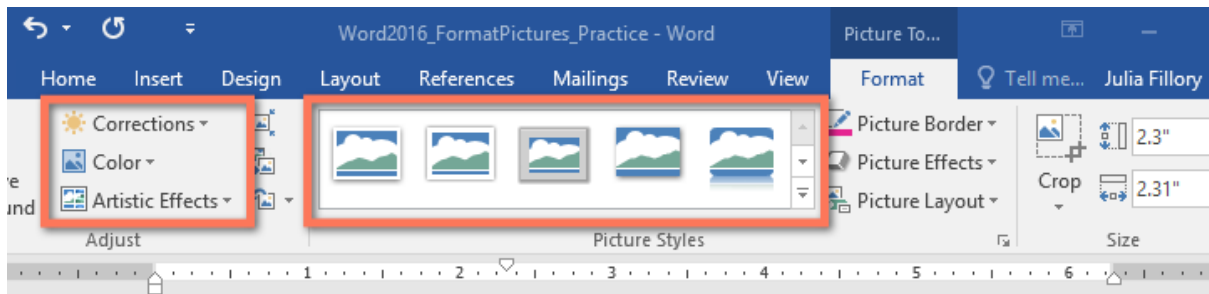 Word2016_FormatPictures_Practice - Word
Picture To...
Home Insert Design Layout References Mailings Review View Format Tell me... Julia Fillory
Corrections
Color
Artistic Effects
Adjust
Picture Styles
Picture Border
Picture Effects
Picture Layout
Crop
2.3"
2.31"
Size
1 2 3 4 5 6